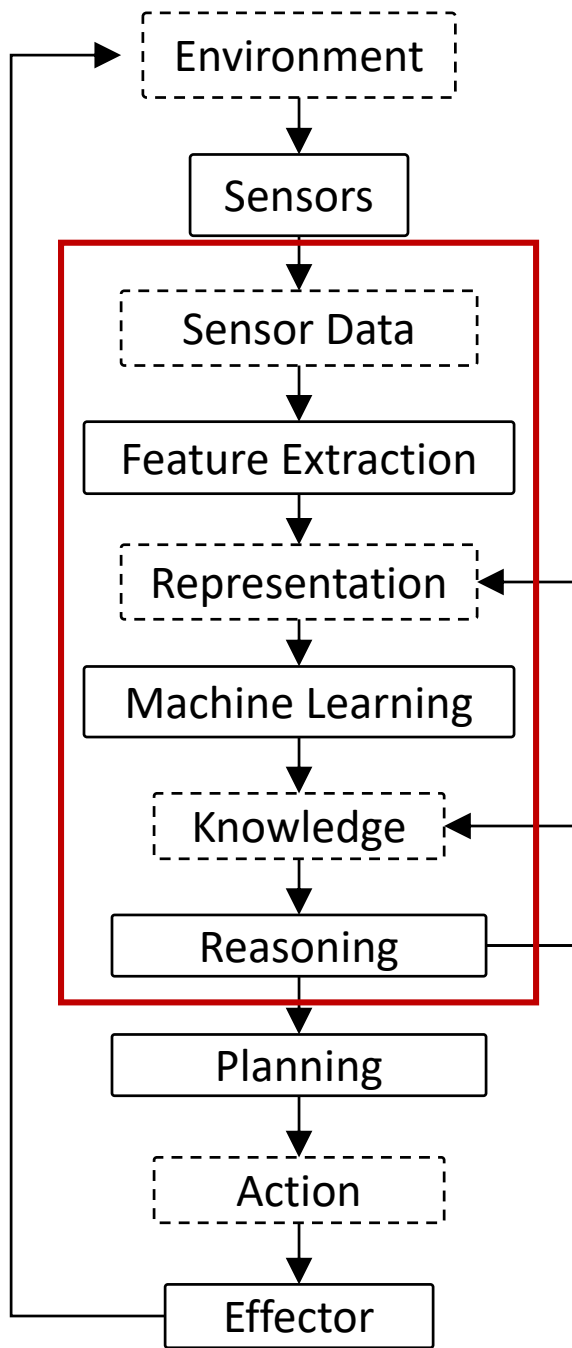 Environment
Sensors
Sensor Data
Feature Extraction
Representation
Machine Learning
Knowledge
Reasoning
Planning
Action
Effector